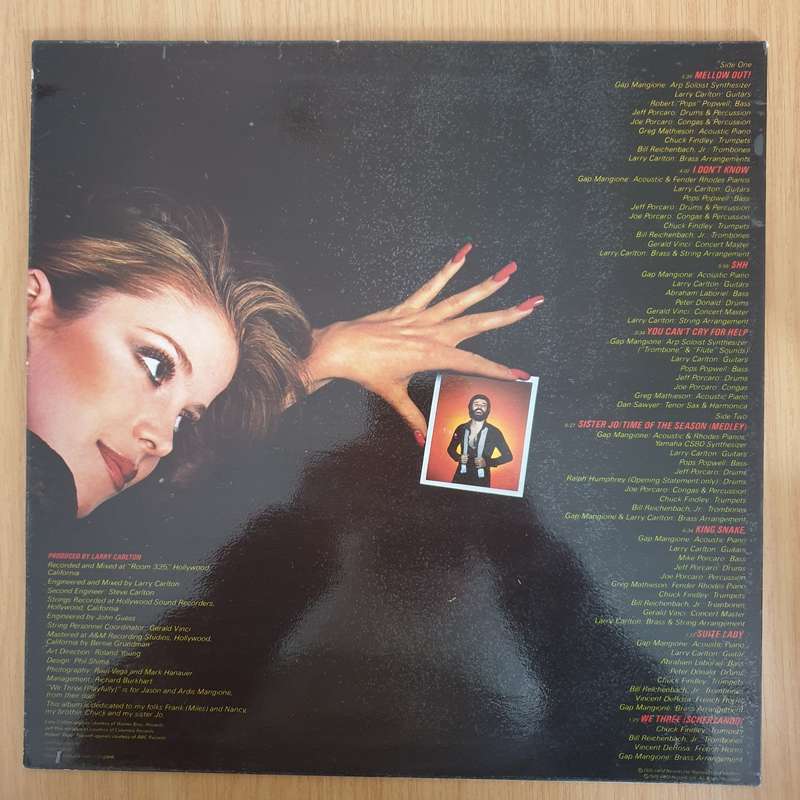 Side One
MELLOW OUT!
Gap Mangione: Arp Soloist Synthesizer
Larry Carlton: Guitars
Robert "Pops" Popwell: Bass
Jeff Porcaro: Drums & Percussion
Joe Porcaro: Congas & Percussion
Greg Mathieson: Acoustic Piano
Chuck Findley: Trumpets
Bill Reichenbach, Jr.: Trombones
Larry Carlton: Brass Arrangements
I DON'T KNOW
Gap Mangione: Acoustic & Fender Rhodes Pianos
Larry Carlton: Guitars
Pops Popwell: Bass
Jeff Porcaro: Drums & Percussion
Joe Porcaro: Congas & Percussion
Chuck Findley: Trumpets
Bill Reichenbach, Jr.: Trombones
Gerald Vinci: Concert Master
Larry Carlton: Brass & String Arrangement
SHH
Gap Mangione: Acoustic Piano
Larry Carlton: Guitars
Abraham Laboriel: Bass
Peter Donald: Drums
Gerald Vinci: Concert Master
Larry Carlton: String Arrangement
YOU CAN'T CRY FOR HELP
Gap Mangione: Arp Soloist Synthesizer
("Trombone" & "Flute" Sounds)
Larry Carlton: Guitars
Pops Popwell: Bass
Jeff Porcaro: Drums
Joe Porcaro: Congas
Greg Mathieson: Acoustic Piano
Dan Sawyer: Tenor Sax & Harmonica
Side Two
SISTER JO/TIME OF THE SEASON (MEDLEY)
Gap Mangione: Acoustic & Rhodes Pianos,
Yamaha CS80 Synthesizer
Larry Carlton: Guitars
Pops Popwell: Bass
Jeff Porcaro: Drums
Ralph Humphrey (Opening Statement only): Drums
Joe Porcaro: Congas & Percussion
Chuck Findley: Trumpets
Bill Reichenbach, Jr.: Trombones
Gap Mangione & Larry Carlton: Brass Arrangements
KING SNAKE
Gap Mangione: Acoustic Piano
Larry Carlton: Guitars
Mike Porcaro: Bass
Jeff Porcaro: Drums
Joe Porcaro: Percussion
Greg Mathieson: Fender Rhodes Piano
Chuck Findley: Trumpets
Bill Reichenbach, Jr.: Trombones
Gerald Vinci: Concert Master
Larry Carlton: Brass & String Arrangement
SUITE LADY
Gap Mangione: Acoustic Piano
Larry Carlton: Guitar
Abraham Laboriel: Bass
Peter Donald: Drums
Chuck Findley: Trumpets
Bill Reichenbach, Jr.: Trombones
Vincent DeRosa: French Horns
Gap Mangione: Brass Arrangement
WE THREE (SCHERZANDO)
Chuck Findley: Trumpets
Bill Reichenbach, Jr.: Trombones
Vincent DeRosa: French Horns
Gap Mangione: Brass Arrangement
PRODUCED BY LARRY CARLTON
Recorded and Mixed at "Room 335," Hollywood,
California
Engineered and Mixed by Larry Carlton
Second Engineer: Steve Carlton
Strings Recorded at Hollywood Sound Recorders,
Hollywood, California
Engineered by John Guess
String Personnel Coordinator: Gerald Vinci
Mastered at A&M Recording Studios, Hollywood,
California by Bernie Grundman
Art Direction: Roland Young
Design: Phil Shima
Photography: Raul Vega and Mark Hanauer
Management: Richard Burkhart
"We Three (Playfully)" is for Jason and Ardis Mangione,
from their dad
This album is dedicated to my folks Frank (Miles) and Nancy,
my brother, Chuck and my sister Jo.